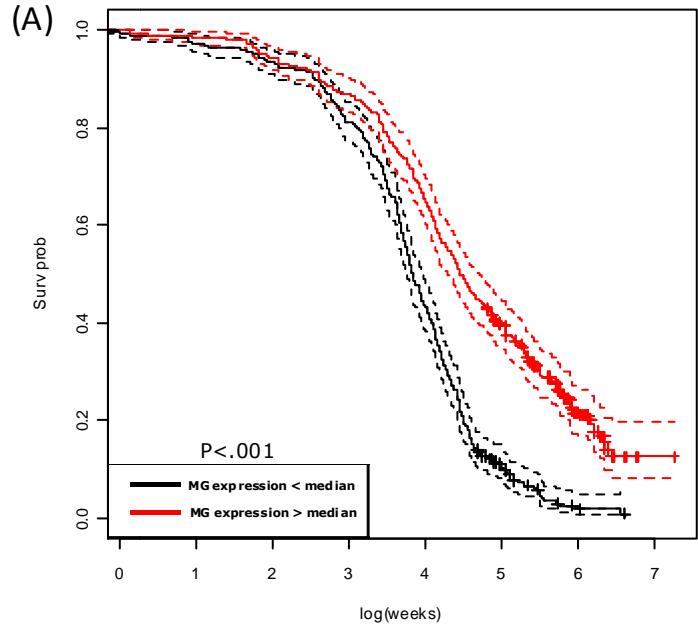 (A)
1.0
0.8
0.6
0.4
0.2
0.0
Surv prob
P<.001
MG expression < median
MG expression > median
0 1 2 3 4 5 6 7
log(weeks)